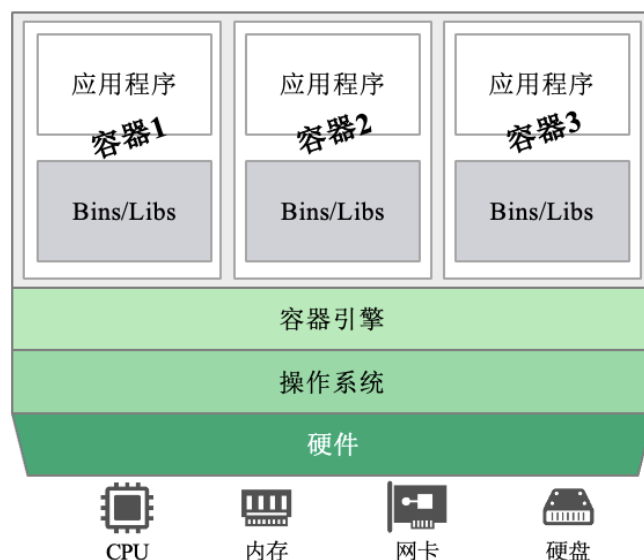 应用程序 应用程序 应用程序
容器1 容器2 容器3
Bins/Libs Bins/Libs Bins/Libs
容器引擎
操作系统
硬件
CPU 内存 网卡 硬盘